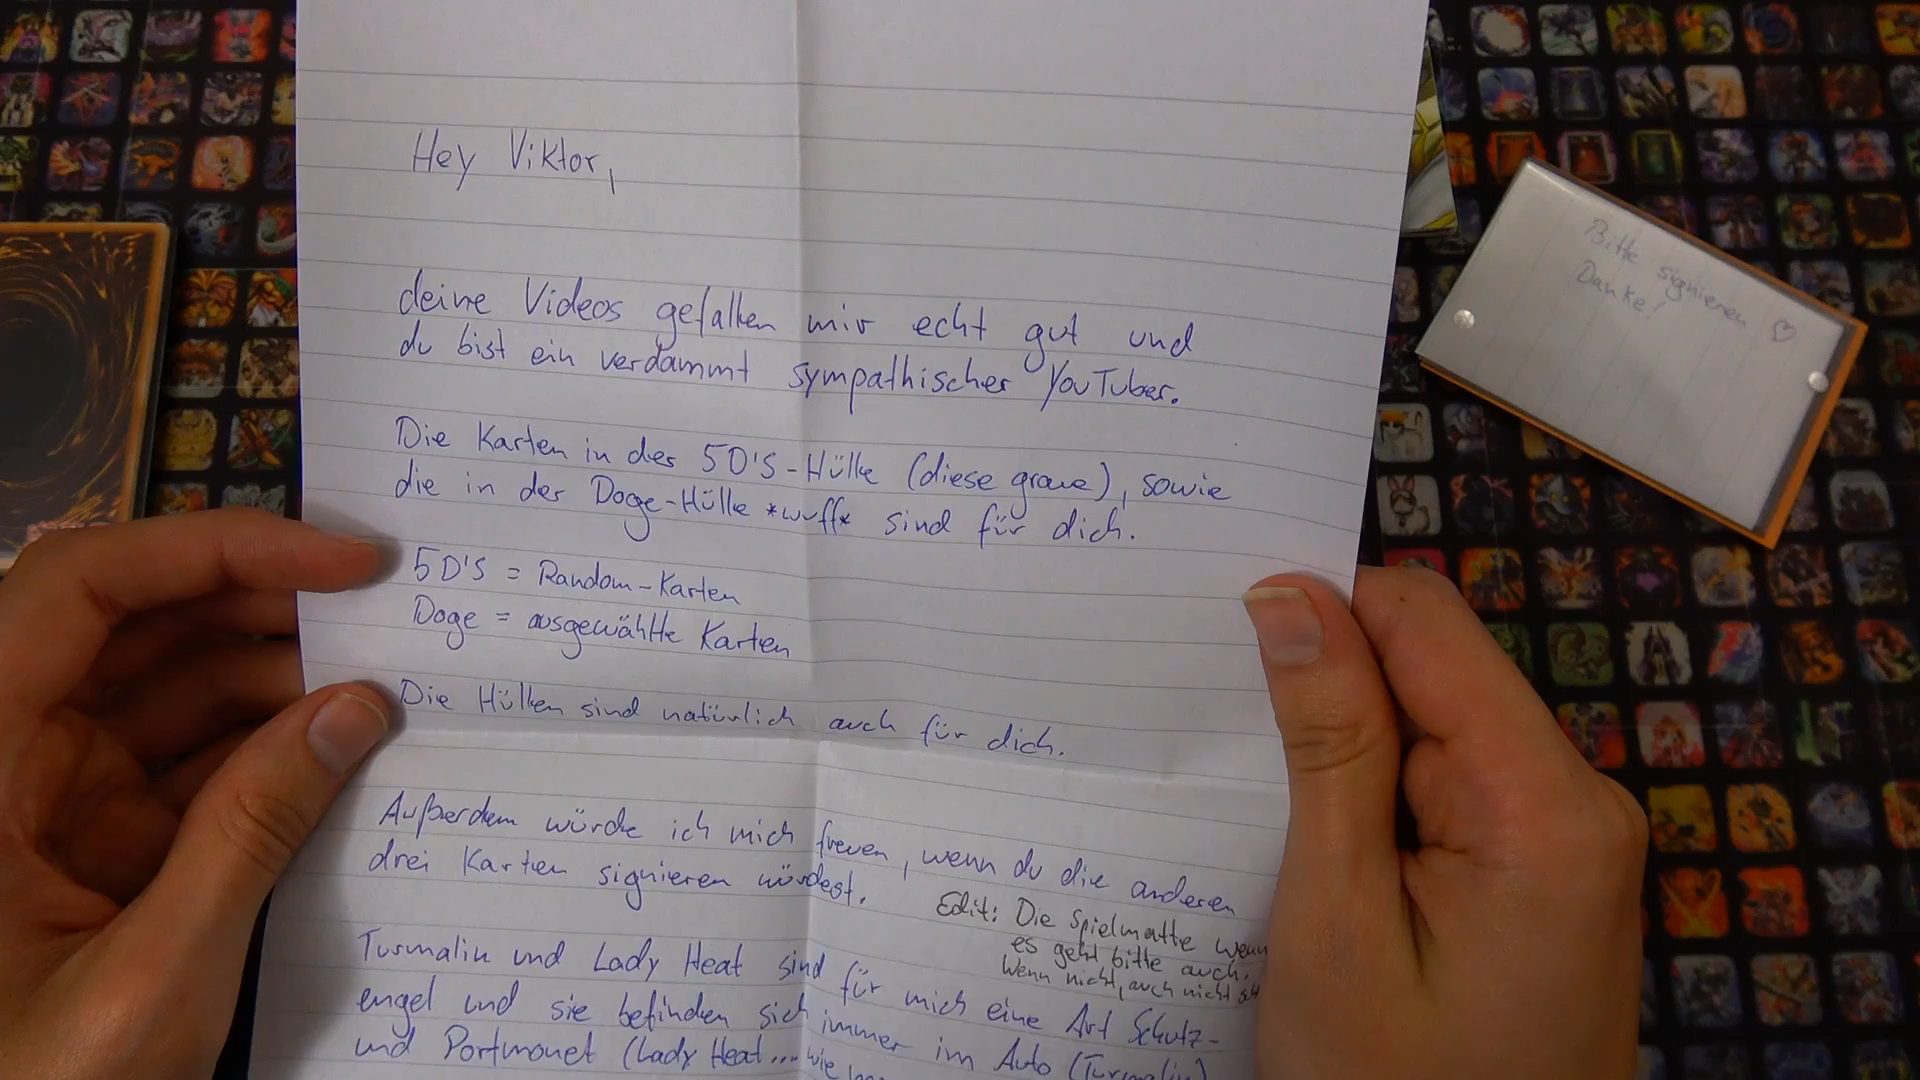 Hey Viktor,
deine Videos gefallen mir echt gut und
du bist ein verdammt sympathischer YouTuber.
Die Karten in der 5D'S-Hülle (diese graue), sowie
die in der Doge-Hülle *wuff* sind für dich.
5D'S = Random-Karten
Doge = ausgewählte Karten
Die Hüllen sind natürlich auch für dich.
Außerdem würde ich mich freuen, wenn du die anderen
drei Karten signieren würdest.
Edit: Die Spielmatte wenn
es geht bitte auch.
Wenn nicht, auch nicht
Turmalin und Lady Heat sind für mich eine Art Schutz-
engel und sie befinden sich immer im Auto (Turmalin)
und Portmonet (Lady Heat... wie
Bitte signieren ♡
Danke!